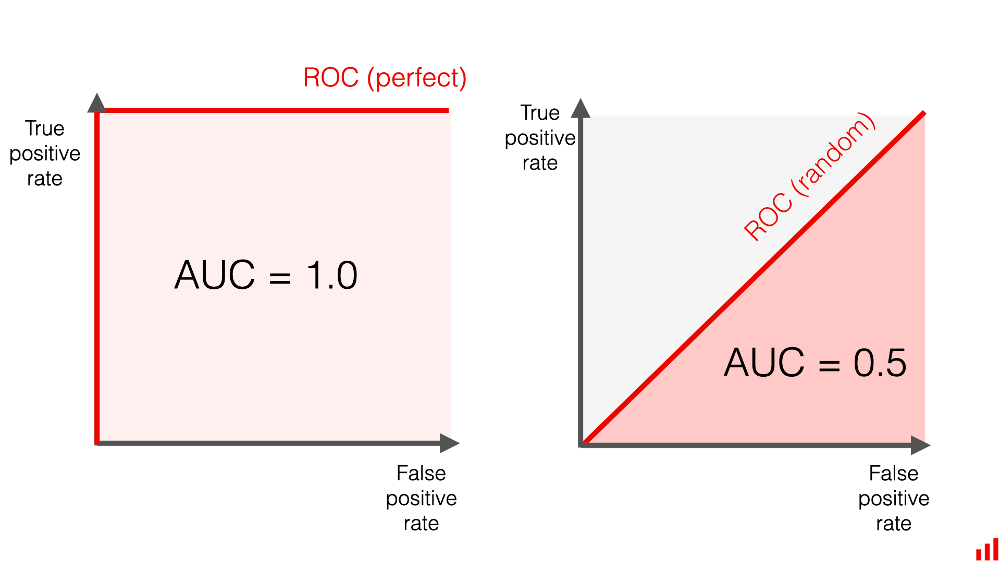 ROC (perfect)
True
positive
rate
AUC = 1.0
False
positive
rate
True
positive
rate
ROC (random)
AUC = 0.5
False
positive
rate